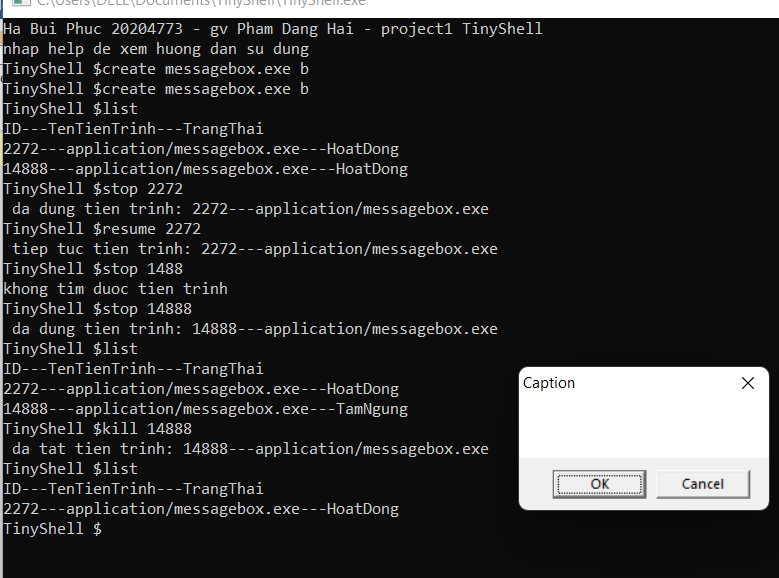 C:\Users\DELL\Documents\TinyShell\TinyShell.exe
Ha Bui Phuc 20204773 - gv Pham Dang Hai - project1 TinyShell
nhap help de xem huong dan su dung
TinyShell $create messagebox.exe b
TinyShell $create messagebox.exe b
TinyShell $list
ID---TenTienTrinh---TrangThai
2272---application/messagebox.exe---HoatDong
14888---application/messagebox.exe---HoatDong
TinyShell $stop 2272
 da dung tien trinh: 2272---application/messagebox.exe
TinyShell $resume 2272
 tiep tuc tien trinh: 2272---application/messagebox.exe
TinyShell $stop 1488
khong tim duoc tien trinh
TinyShell $stop 14888
 da dung tien trinh: 14888---application/messagebox.exe
TinyShell $list
ID---TenTienTrinh---TrangThai
2272---application/messagebox.exe---HoatDong
14888---application/messagebox.exe---TamNgung
TinyShell $kill 14888
 da tat tien trinh: 14888---application/messagebox.exe
TinyShell $list
ID---TenTienTrinh---TrangThai
2272---application/messagebox.exe---HoatDong
TinyShell $
Caption
OK Cancel